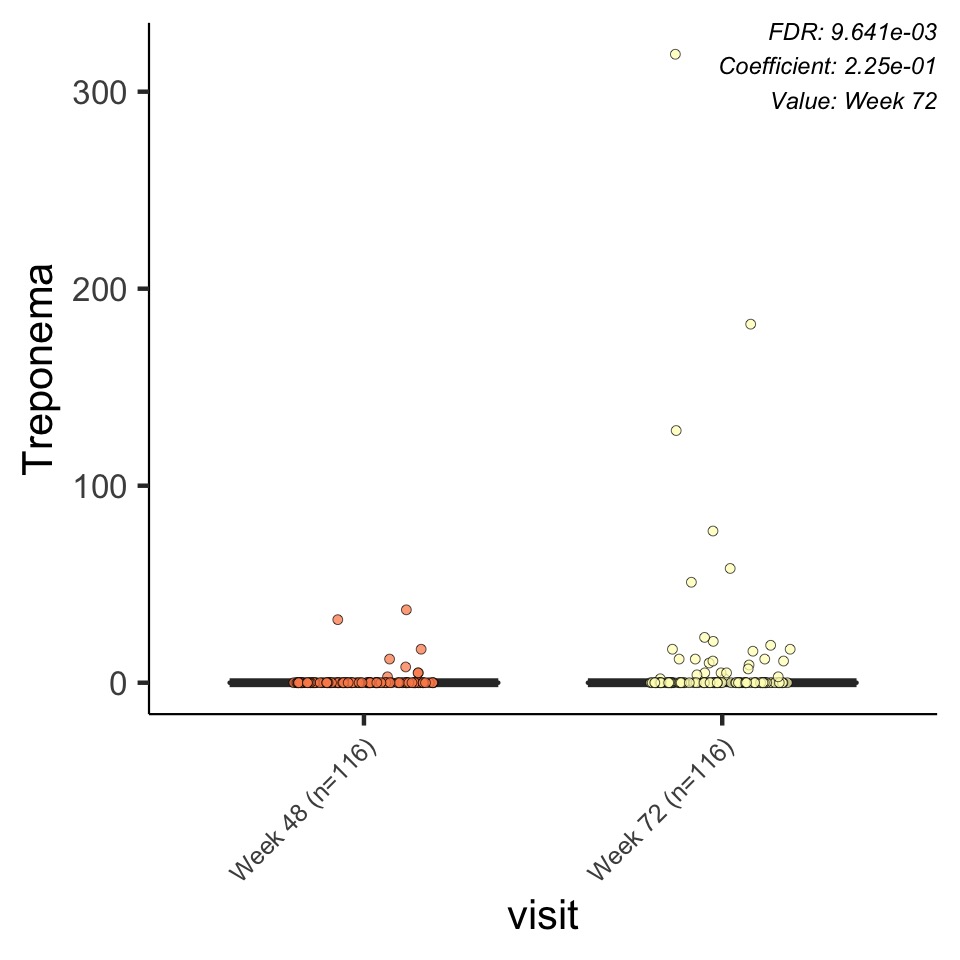 FDR: 9.641e-03
Coefficient: 2.25e-01
Value: Week 72
300
200
100
0
Treponema
Week 48 (n=116)
Week 72 (n=116)
visit